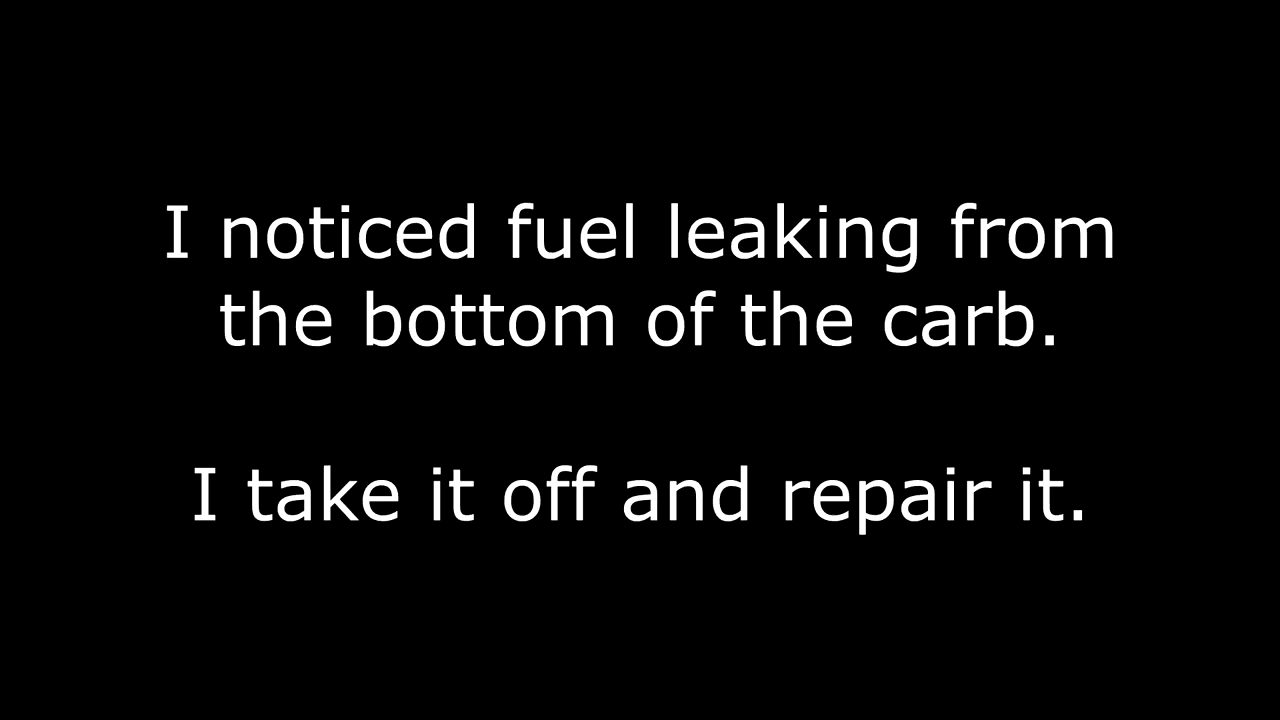 I noticed fuel leaking from
the bottom of the carb.
I take it off and repair it.